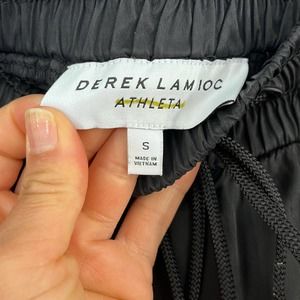 DEREK LAM 10C
ATHLETA
S
MADE IN
VIETNAM